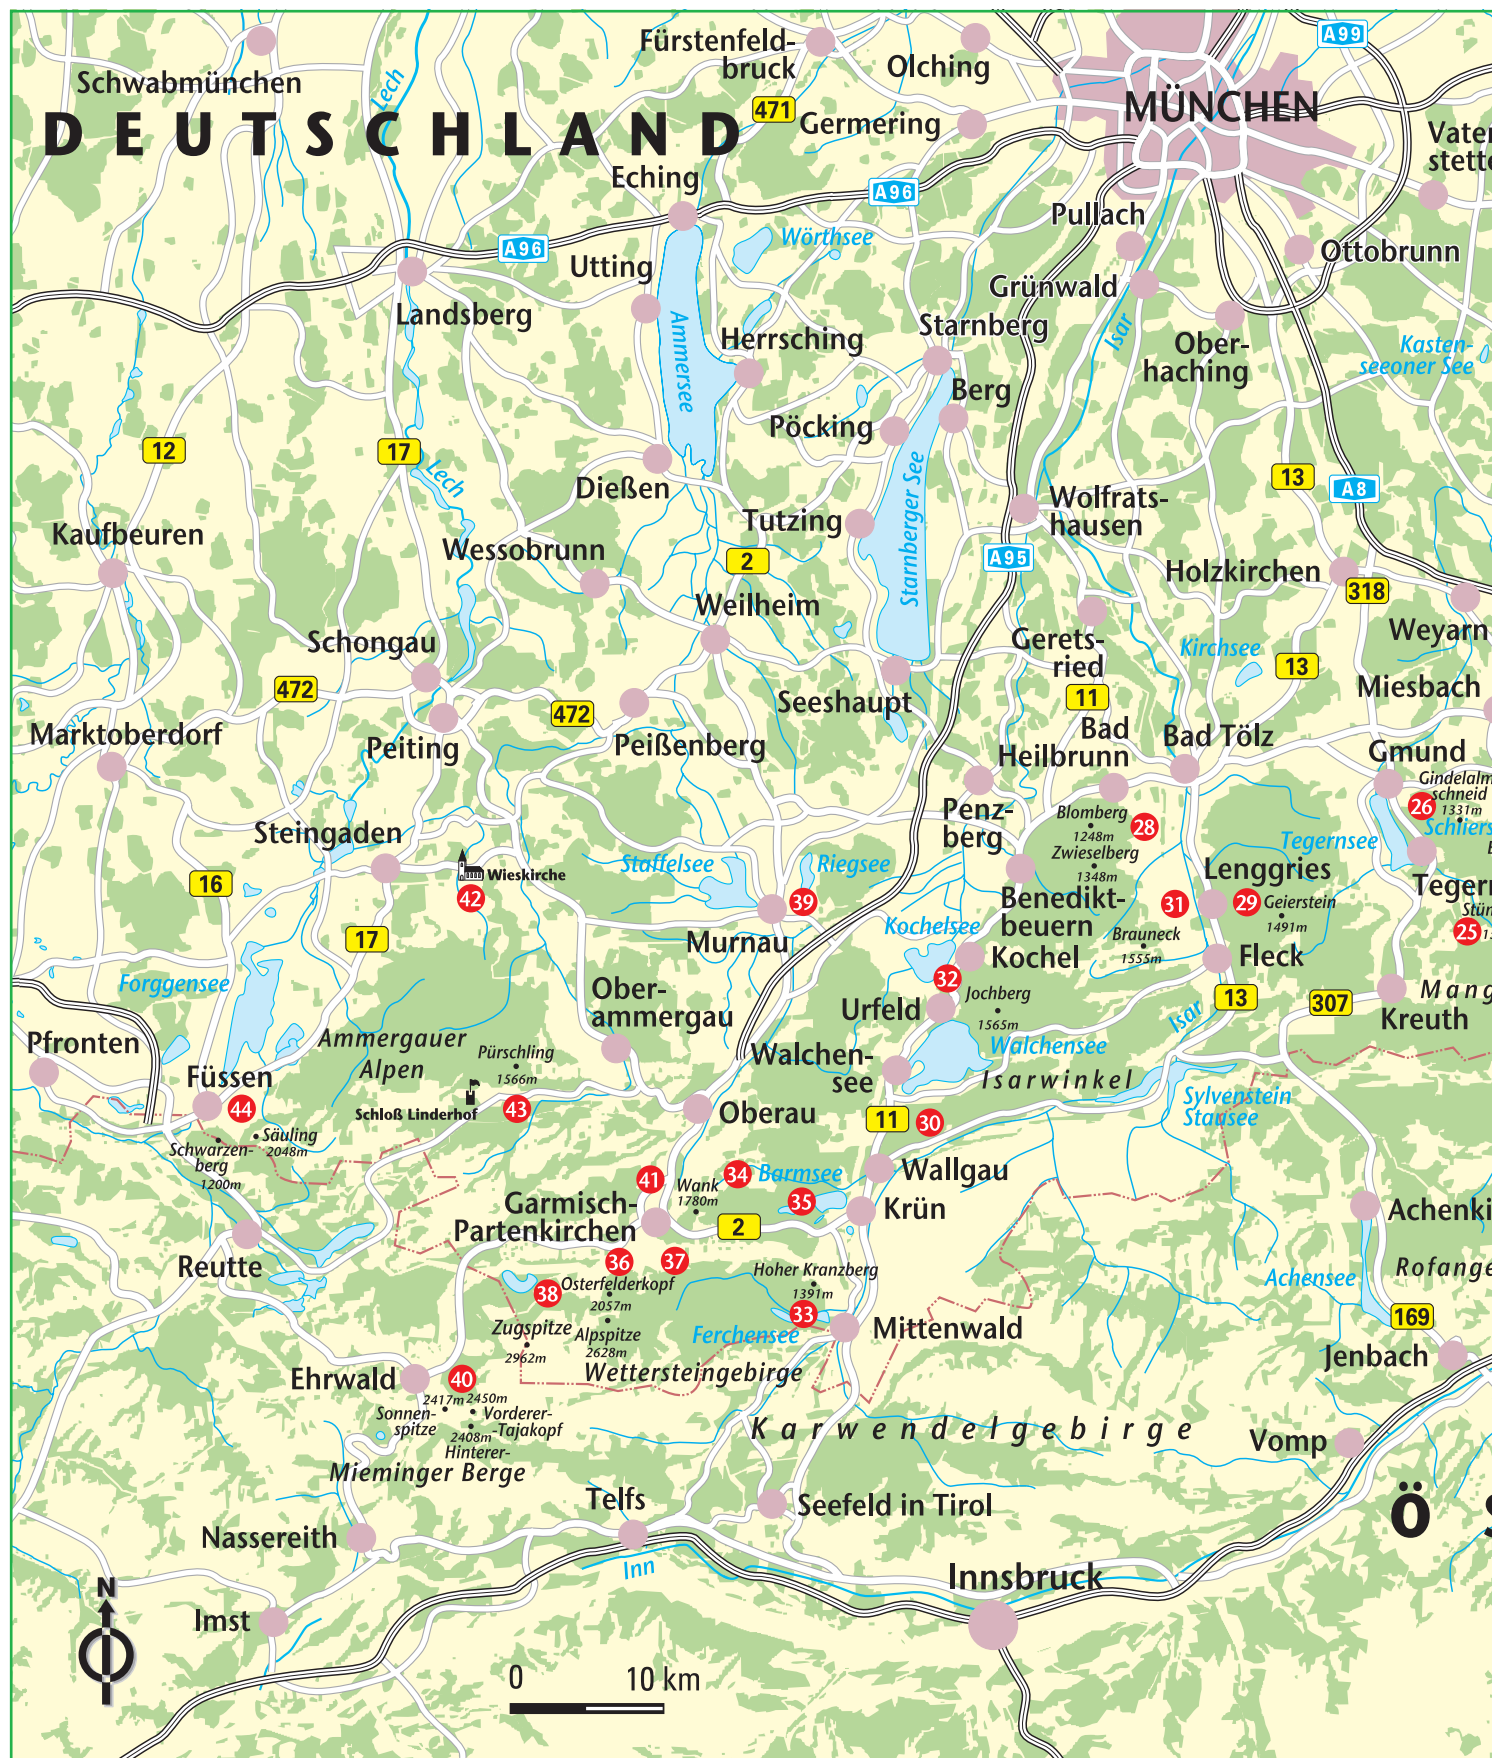 A99
Fürstenfeld-
bruck
Olching
Schwabmünchen
Lech
DEUTSCHLAND
471
Germering
MÜNCHEN
Eching
A96
Pullach
Wörthsee
A96
Utting
Ottobrunn
Grünwald
Landsberg
Ammersee
Herrsching
Starnberg
Isar
Ober-
haching
Kasten-
seeoner See
Berg
Pöcking
12
17
Lech
Dießen
Starnberger See
13
A8
Wolfrats-
hausen
Tutzing
Kaufbeuren
Wessobrunn
2
A95
Holzkirchen
318
Weilheim
Weyarn
Schongau
Gerets-
ried
Kirchsee
13
472
Seeshaupt
11
Miesbach
472
Marktoberdorf
Peiting
Peißenberg
Bad
Heilbrunn
Bad Tölz
Gmund
Penz-
berg
Blomberg
1248m
28
Zwieselberg
1348m
26
1331m
Steingaden
Tegernsee
Staffelsee
Riegsee
Wieskirche
42
16
39
Lenggries
Benedikt-
beuern
31
29
Geierstein
1491m
25
17
Murnau
Kochelsee
Brauneck
1555m
Kochel
Fleck
Forggensee
32
Jochberg
1565m
13
307
Ober-
ammergau
Urfeld
Isar
Kreuth
Pfronten
Ammergauer
Alpen
Pürschling
1566m
Walchen-
see
Walchensee
Isarwinkel
Füssen
44
Schloß Linderhof
43
Oberau
11
30
Sylvenstein
Stausee
Säuling
2048m
Schwarzen-
berg
1200m
41
Wank
1780m
34
Barmsee
35
Wallgau
Garmisch-
Partenkirchen
2
Krün
Reutte
36
37
Hoher Kranzberg
1391m
Achensee
38
Osterfelderkopf
2057m
33
Zugspitze
2962m
Alpspitze
2628m
Ferchensee
Mittenwald
169
Wettersteingebirge
Jenbach
Ehrwald
40
2417m
2450m
Sonnen-
spitze
Vorderer-
-Tajakopf
2408m
Hinterer-
Karwendelgebirge
Vomp
Mieminger Berge
Telfs
Seefeld in Tirol
Ö
Nassereith
Inn
Innsbruck
N
Imst
0
10 km